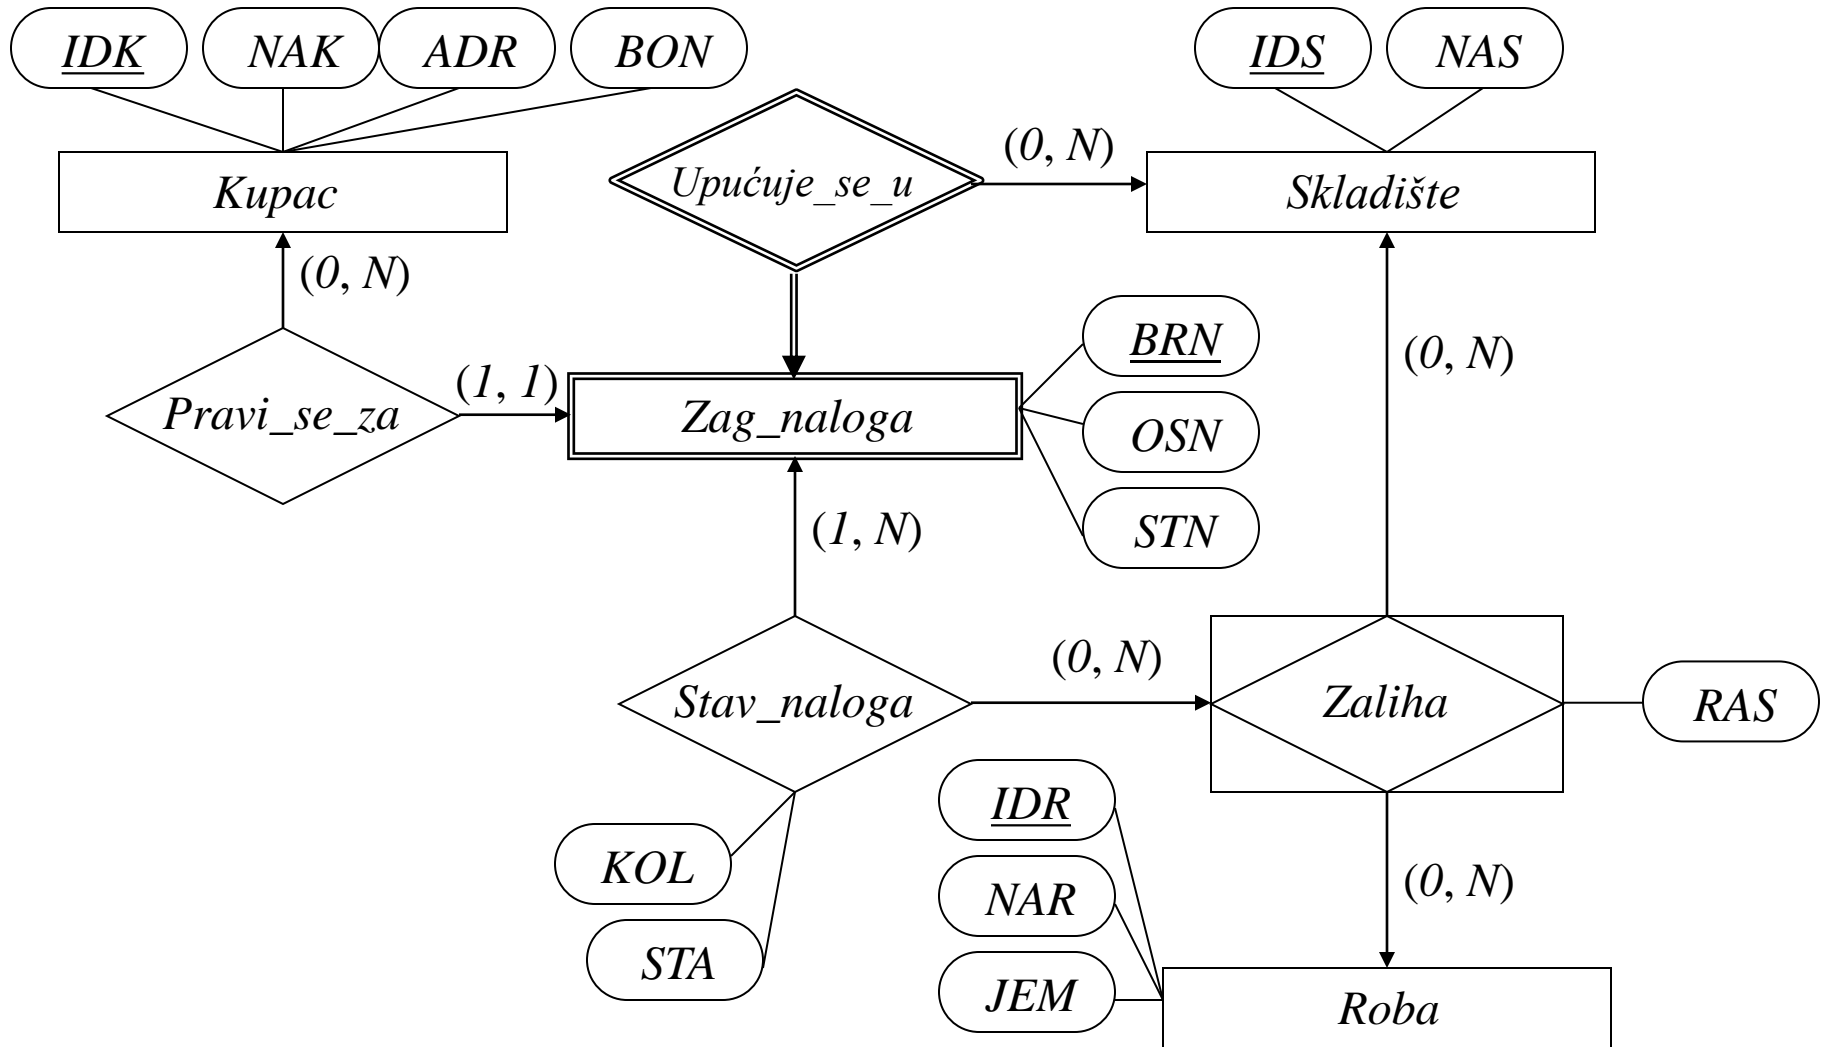 IDK NAK ADR BON IDS NAS
(0, N)
Upućuje_se_u
Kupac
Skladište
(0, N)
BRN
(0, N)
(1, 1)
Pravi_se_za
Zag_naloga
OSN
(1, N)
STN
(0, N)
Stav_naloga
Zaliha
RAS
IDR
KOL
(0, N)
NAR
STA
JEM
Roba